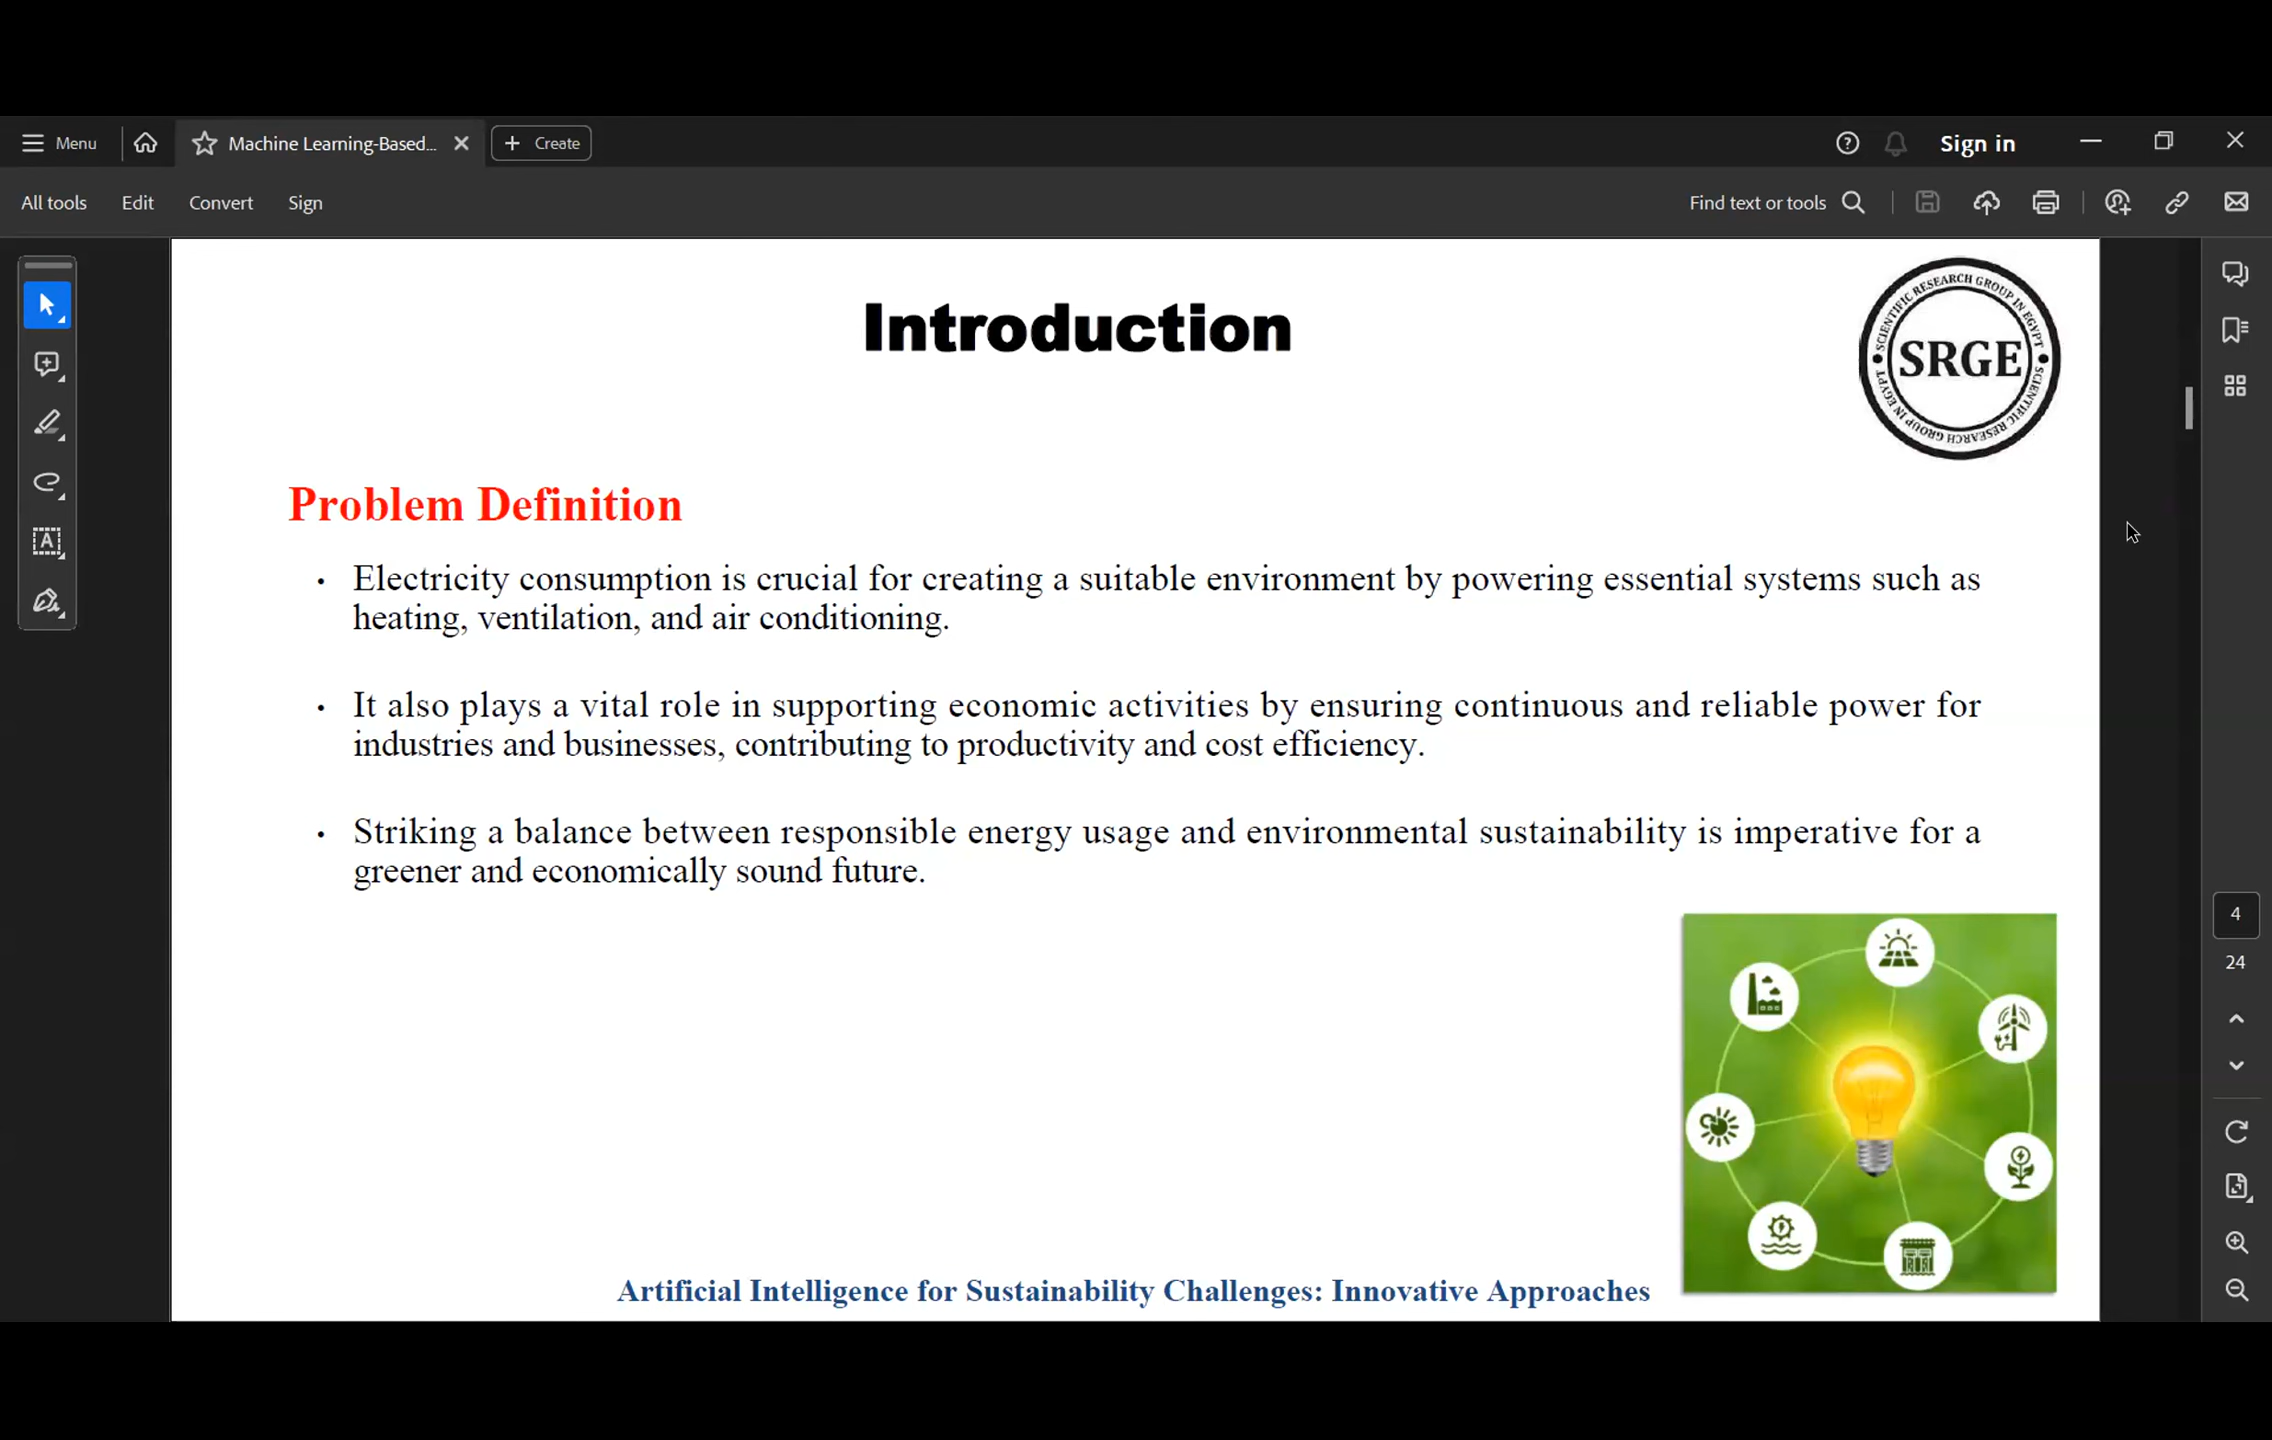 Menu
Machine Learning-Based...
Create
Sign in
All tools
Edit
Convert
Sign
Find text or tools
Introduction
SCIENTIFIC RESEARCH GROUP IN EGYPT
SCIENTIFIC RESEARCH GROUP IN EGYPT
SRGE
Problem Definition
• Electricity consumption is crucial for creating a suitable environment by powering essential systems such as
heating, ventilation, and air conditioning.
• It also plays a vital role in supporting economic activities by ensuring continuous and reliable power for
industries and businesses, contributing to productivity and cost efficiency.
• Striking a balance between responsible energy usage and environmental sustainability is imperative for a
greener and economically sound future.
4
24
Artificial Intelligence for Sustainability Challenges: Innovative Approaches